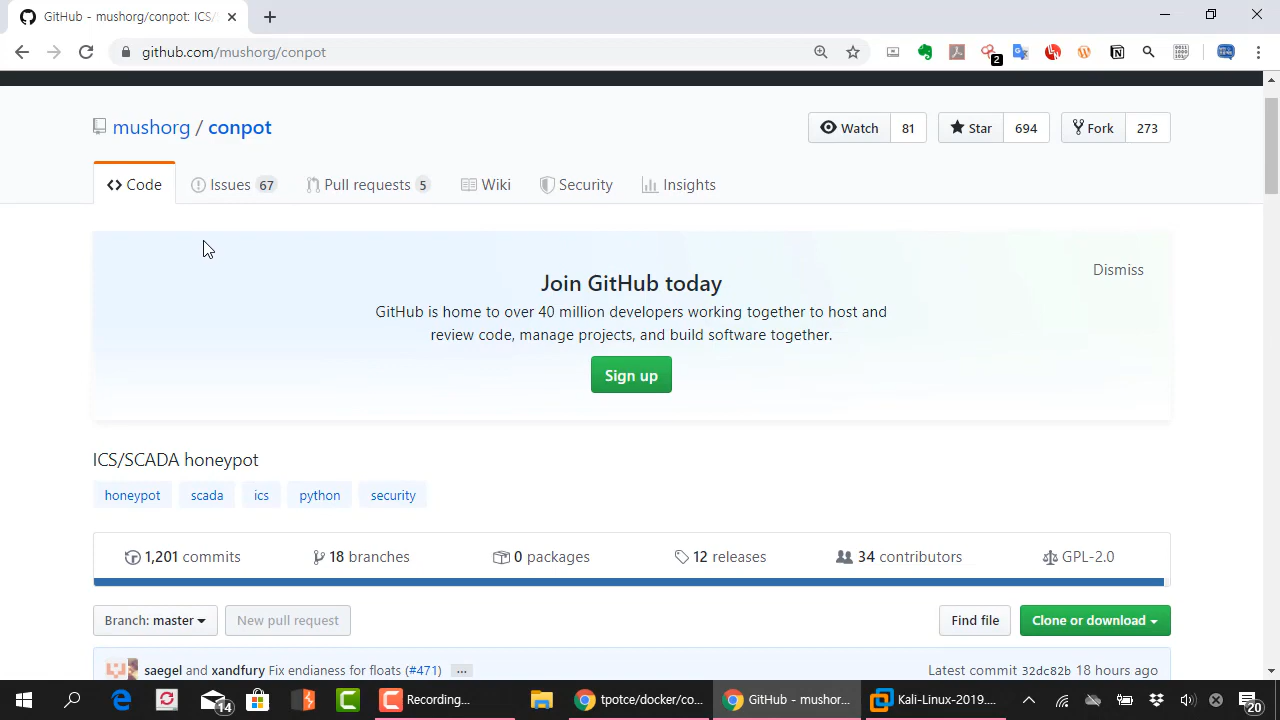 GitHub - mushorg/conpot: ICS/S
github.com/mushorg/conpot
2
mushorg / conpot
Watch 81
Star 694
Fork 273
Code
Issues 67
Pull requests 5
Wiki
Security
Insights
Join GitHub today
Dismiss
GitHub is home to over 40 million developers working together to host and
review code, manage projects, and build software together.
Sign up
ICS/SCADA honeypot
honeypot
scada
ics
python
security
1,201 commits
18 branches
0 packages
12 releases
34 contributors
GPL-2.0
Branch: master
New pull request
Find file
Clone or download
saegel and xandfury Fix endianess for floats (#471) ...
Latest commit 32dc82b 18 hours ago
14
Recording...
tpotce/docker/co...
GitHub - mushor...
Kali-Linux-2019....
20